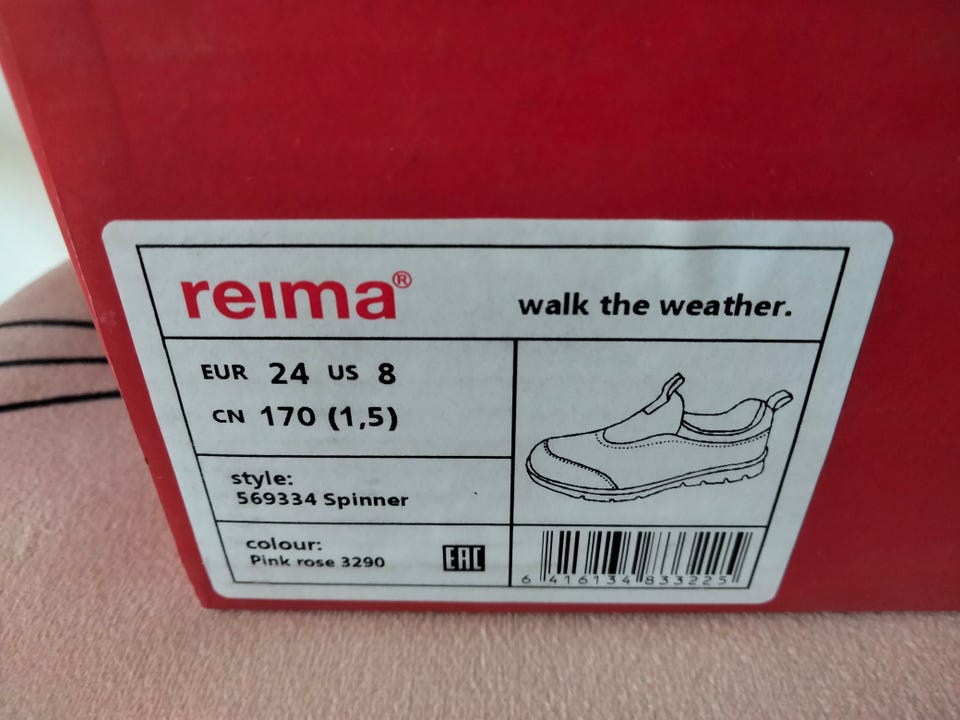 reima®
walk the weather.
EUR 24 US 8
CN 170 (1,5)
style:
569334 Spinner
colour:
Pink rose 3290
EAC
6 416134 833225